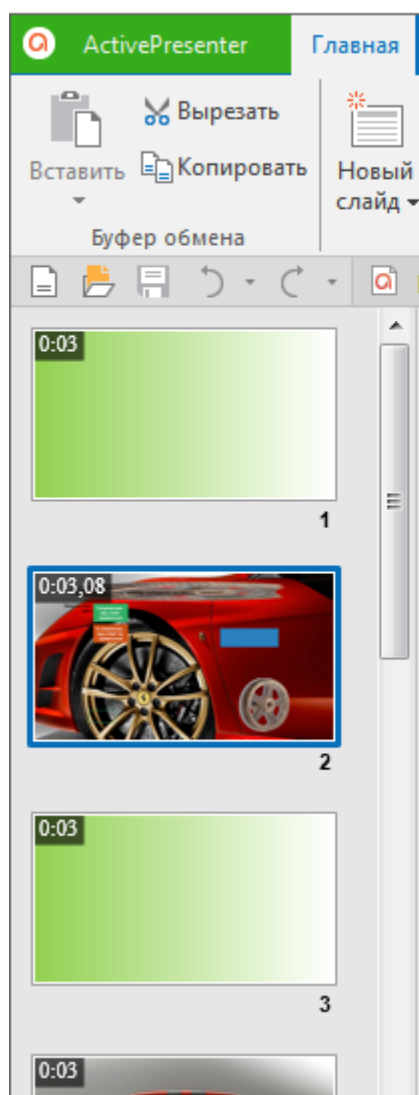 ActivePresenter Главная
Вставить
Вырезать
Копировать
Новый
слайд
Буфер обмена
0:03
1
0:03,08
2
0:03
3
0:03